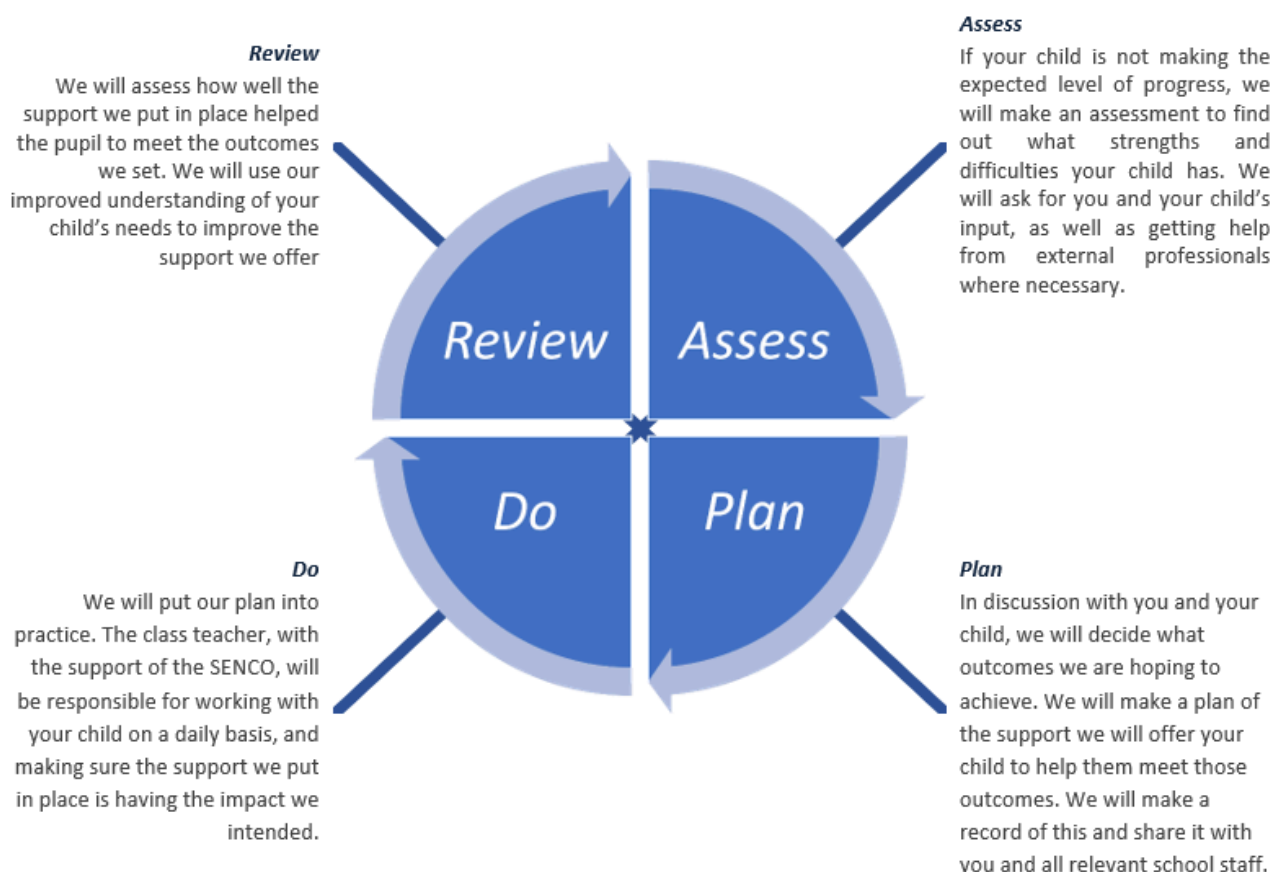 Review
We will assess how well the
support we put in place helped
the pupil to meet the outcomes
we set. We will use our
improved understanding of your
child's needs to improve the
support we offer
Assess
If your child is not making the
expected level of progress, we
will make an assessment to find
out what strengths and
difficulties your child has. We
will ask for you and your child's
input, as well as getting help
from external professionals
where necessary.
Review
Assess
Do
Plan
Do
We will put our plan into
practice. The class teacher, with
the support of the SENCO, will
be responsible for working with
your child on a daily basis, and
making sure the support we put
in place is having the impact we
intended.
Plan
In discussion with you and your
child, we will decide what
outcomes we are hoping to
achieve. We will make a plan of
the support we will offer your
child to help them meet those
outcomes. We will make a
record of this and share it with
you and all relevant school staff.